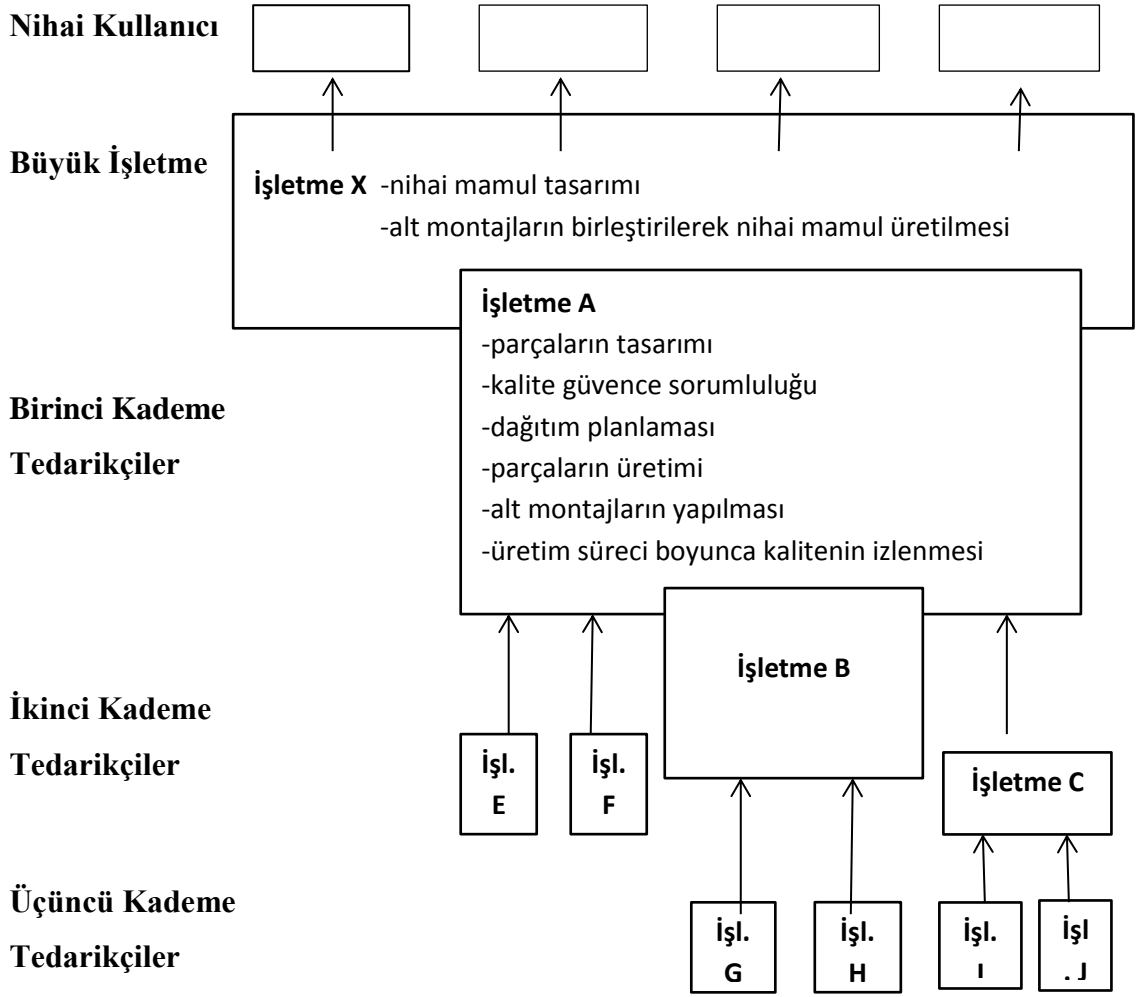 Nihai Kullanıcı
Büyük İşletme
İşletme X -nihai mamul tasarımı
-alt montajların birleştirilerek nihai mamul üretilmesi
İşletme A
-parçaların tasarımı
-kalite güvence sorumluluğu
-dağıtım planlaması
-parçaların üretimi
-alt montajların yapılması
-üretim süreci boyunca kalitenin izlenmesi
Birinci Kademe
Tedarikçiler
İşletme B
İkinci Kademe
Tedarikçiler
İşl.
E
İşl.
F
İşletme C
Üçüncü Kademe
Tedarikçiler
İşl.
G
İşl.
H
İşl.
İşl
. J